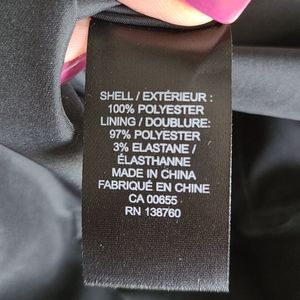 SHELL / EXTÉRIEUR :
100% POLYESTER
LINING / DOUBLURE:
97% POLYESTER
3% ELASTANE /
ÉLASTHANNE
MADE IN CHINA
FABRIQUÉ EN CHINE
CA 00655
RN 138760